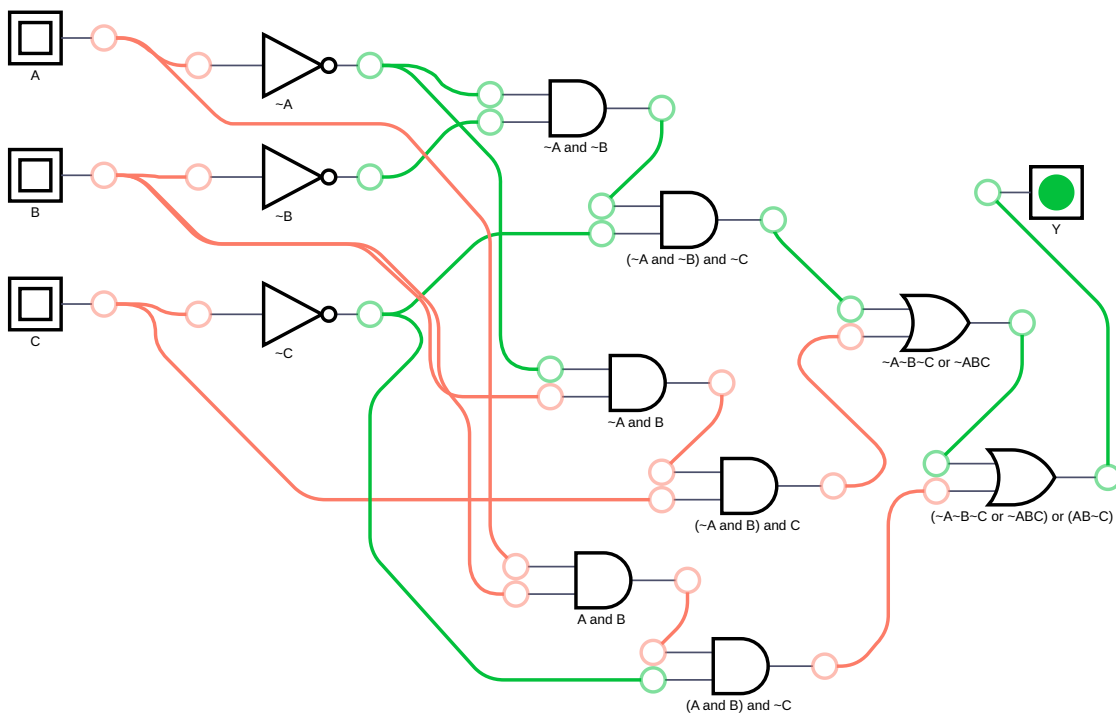 A
~A
~A and ~B
B
~B
Y
(~A and ~B) and ~C
C
~C
~A~B~C or ~ABC
~A and B
(~A and B) and C
(~A~B~C or ~ABC) or (AB~C)
A and B
(A and B) and ~C